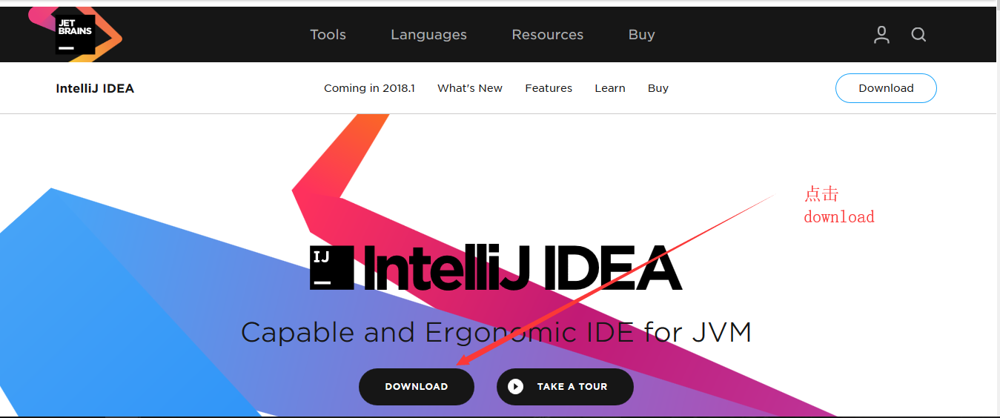 JET
BRAINS
Tools Languages Resources Buy
IntelliJ IDEA Coming in 2018.1 What's New Features Learn Buy Download
点击
download
IJ
IntelliJ IDEA
Capable and Ergonomic IDE for JVM
DOWNLOAD TAKE A TOUR